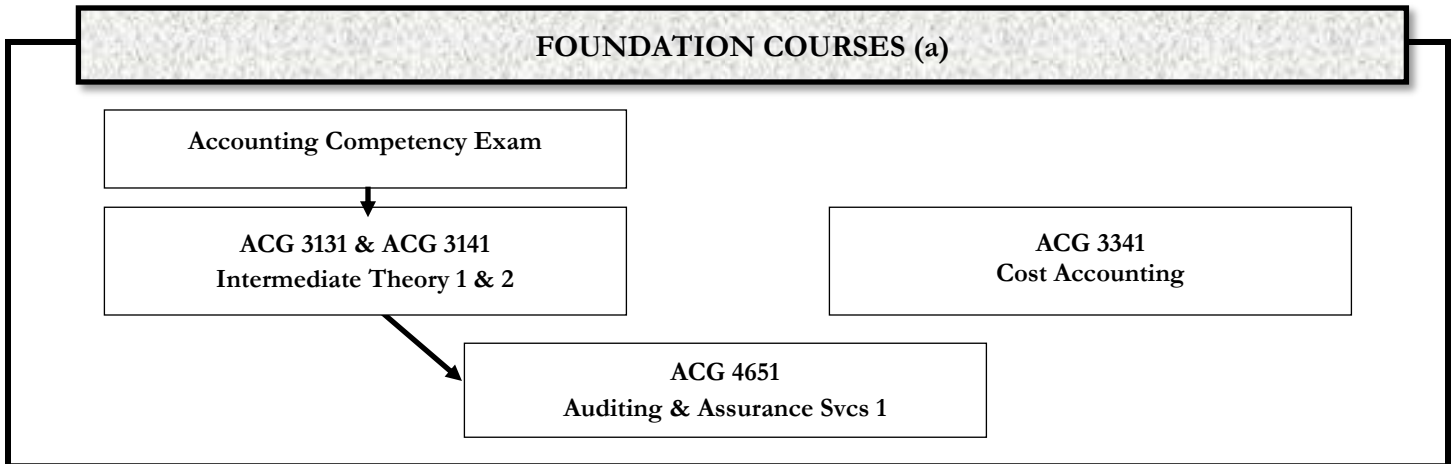 FOUNDATION COURSES (a)
Accounting Competency Exam
ACG 3131 & ACG 3141
Intermediate Theory 1 & 2
ACG 3341
Cost Accounting
ACG 4651
Auditing & Assurance Svcs 1